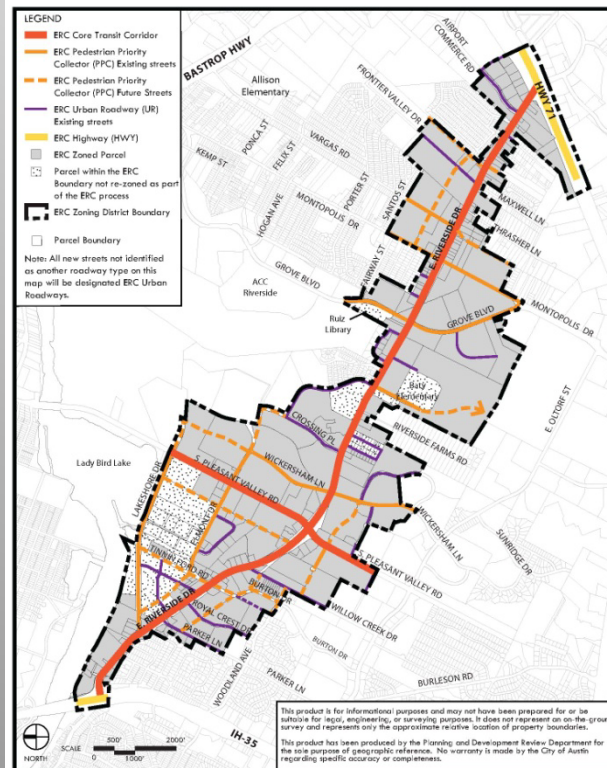 LEGEND
ERC Core Transit Corridor
ERC Pedestrian Priority
Collector (PPC) Existing streets
ERC Pedestrian Priority
Collector (PPC) Future Streets
ERC Urban Roadway (UR)
Existing streets
ERC Highway (HWY)
ERC Zoned Parcel
Parcel within the ERC
Boundary not re-zoned as part
of the ERC process
ERC Zoning District Boundary
Parcel Boundary
Note: All new streets not identified
as another roadway type on this
map will be designated ERC Urban
Roadways.
BASTROP HWY
AIRPORT
COMMERCE RD
HWY 71
Allison
Elementary
FRONTIER VALLEY DR
PONCA ST
KEMP ST
FELIX ST
VARGAS RD
HOGAN AVE
PORTER ST
MONTOPOLIS DR
SANTOS ST
MAXWELL LN
THRASHER LN
E. RIVERSIDE DR
FAIRWAY ST
GROVE BLVD
ACC
Riverside
Ruiz
Library
GROVE BLVD
MONTOPOLIS DR
Baty
Elementary
E. OLTORF ST
CROSSING PL
RIVERSIDE FARMS RD
Lady Bird Lake
LAKESHORE DR
S. PLEASANT VALLEY RD
WICKERSHAM LN
ELMONT DR
WICKERSHAM LN
SUNRIDGE DR
TINNIN FORD RD
S. PLEASANT VALLEY RD
E. RIVERSIDE DR
BURTON DR
WILLOW CREEK DR
ROYAL CREST DR
PARKER LN
BURTON DR
WOODLAND AVE
PARKER LN
BURLESON RD
IH-35
NORTH
SCALE
500'
1000'
2000'
This product is for informational purposes and may not have been prepared for or be
suitable for legal, engineering, or surveying purposes. It does not represent an on-the-ground
survey and represents only the approximate relative location of property boundaries.
This product has been produced by the Planning and Development Review Department for
the sole purpose of geographic reference. No warranty is made by the City of Austin
regarding specific accuracy or completeness.